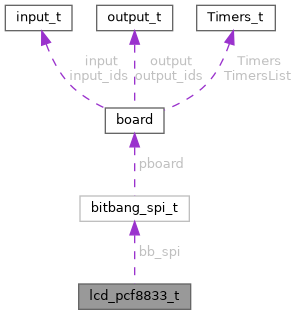 input_t
output_t
Timers_t
input
input_ids
output
output_ids
Timers
TimersList
board
pboard
bitbang_spi_t
bb_spi
lcd_pcf8833_t